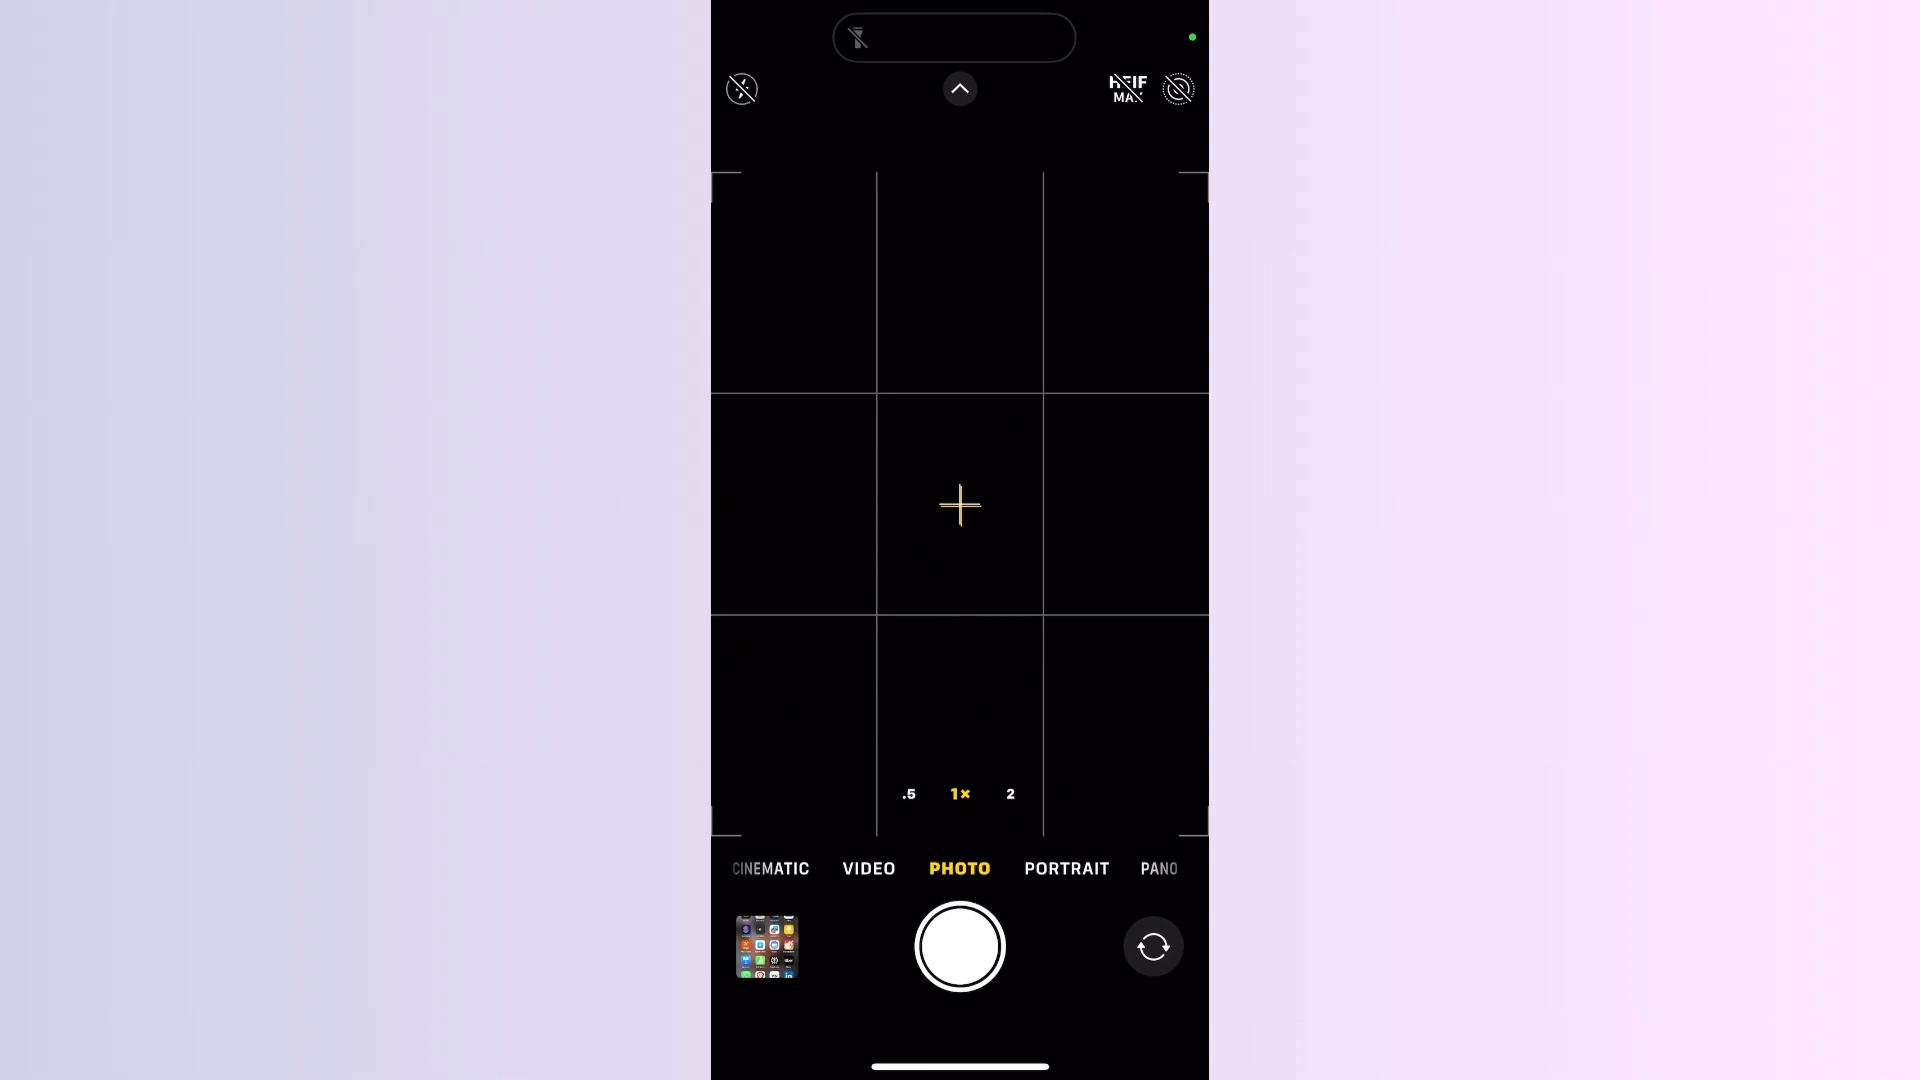 HEIF
MAX
.5 1× 2
CINEMATIC VIDEO PHOTO PORTRAIT PANO